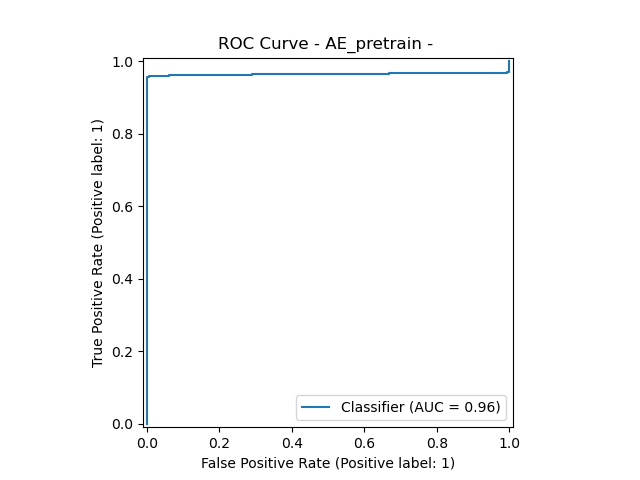 ROC Curve - AE_pretrain -
True Positive Rate (Positive label: 1)
1.0
0.8
0.6
0.4
0.2
0.0
Classifier (AUC = 0.96)
0.0 0.2 0.4 0.6 0.8 1.0
False Positive Rate (Positive label: 1)